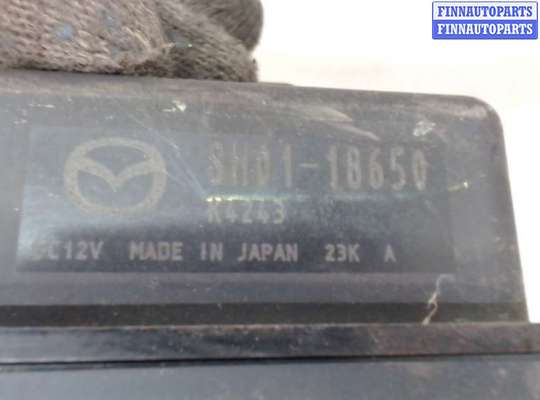 FINNAUTOPARTS
FINNAUTOPARTS
SH01-18650
K4243
DC12V MADE IN JAPAN 23K A